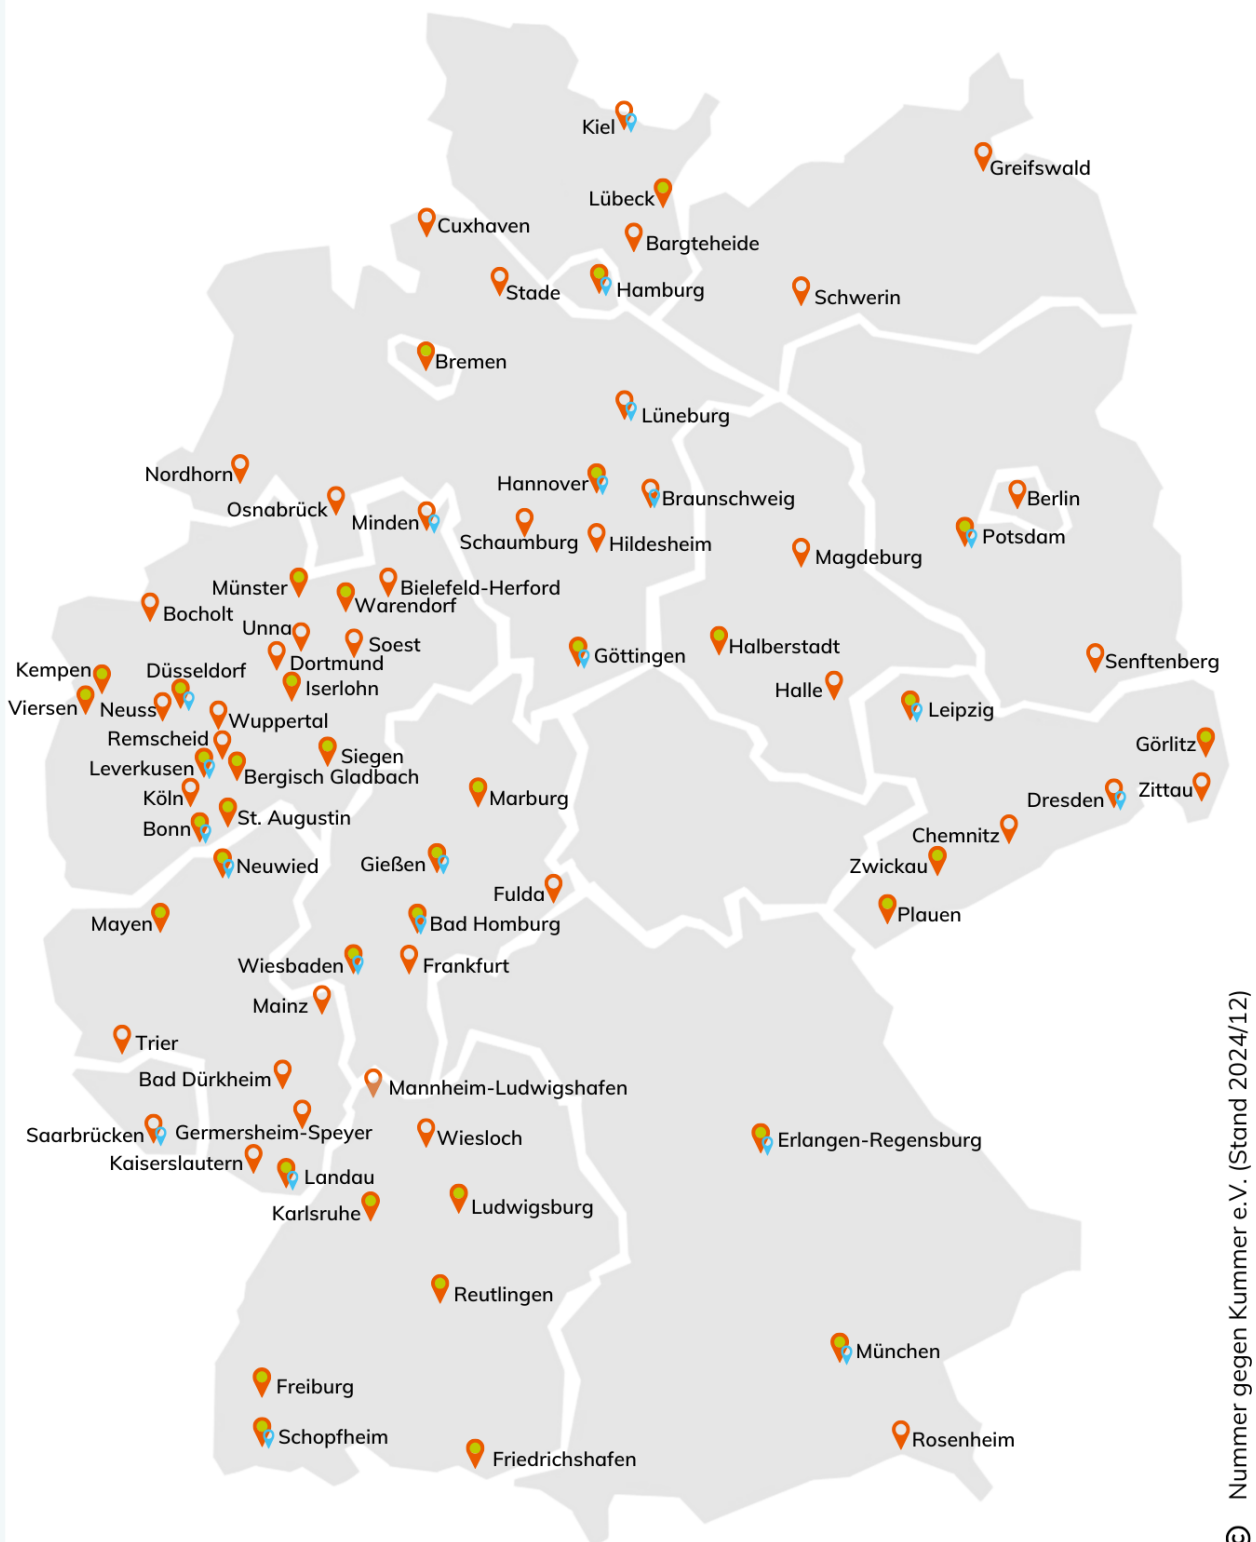 Kiel
Greifswald
Lübeck
Cuxhaven
Bargteheide
Stade
Hamburg
Schwerin
Bremen
Lüneburg
Nordhorn
Hannover
Braunschweig
Berlin
Osnabrück
Minden
Schaumburg
Hildesheim
Potsdam
Magdeburg
Münster
Bielefeld-Herford
Warendorf
Bocholt
Unna
Soest
Halberstadt
Göttingen
Dortmund
Senftenberg
Kempen
Düsseldorf
Iserlohn
Halle
Viersen
Neuss
Leipzig
Wuppertal
Remscheid
Görlitz
Siegen
Leverkusen
Bergisch Gladbach
Zittau
Köln
Marburg
Dresden
St. Augustin
Bonn
Chemnitz
Neuwied
Gießen
Zwickau
Fulda
Plauen
Mayen
Bad Homburg
Wiesbaden
Frankfurt
Mainz
Trier
Bad Dürkheim
Mannheim-Ludwigshafen
Saarbrücken
Germersheim-Speyer
Wiesloch
Erlangen-Regensburg
Kaiserslautern
Landau
Ludwigsburg
Karlsruhe
Reutlingen
München
Freiburg
Schopfheim
Rosenheim
Friedrichshafen
© Nummer gegen Kummer e.V. (Stand 2024/12)